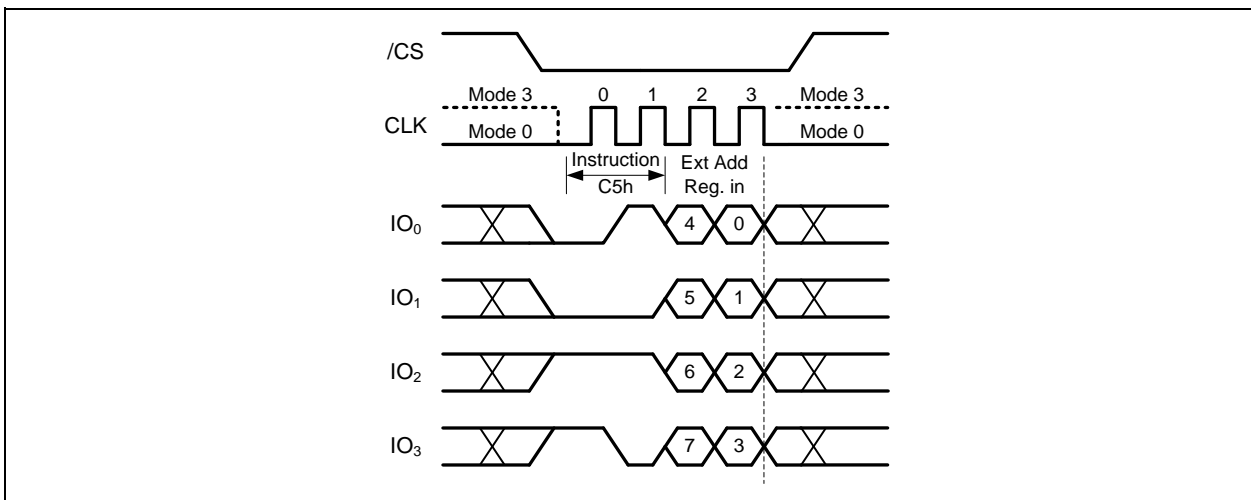 /CS
Mode 3 0 1 2 3 Mode 3
CLK
Mode 0 Mode 0
Instruction Ext Add
C5h Reg. in
IO₀ 4 0
IO₁ 5 1
IO₂ 6 2
IO₃ 7 3